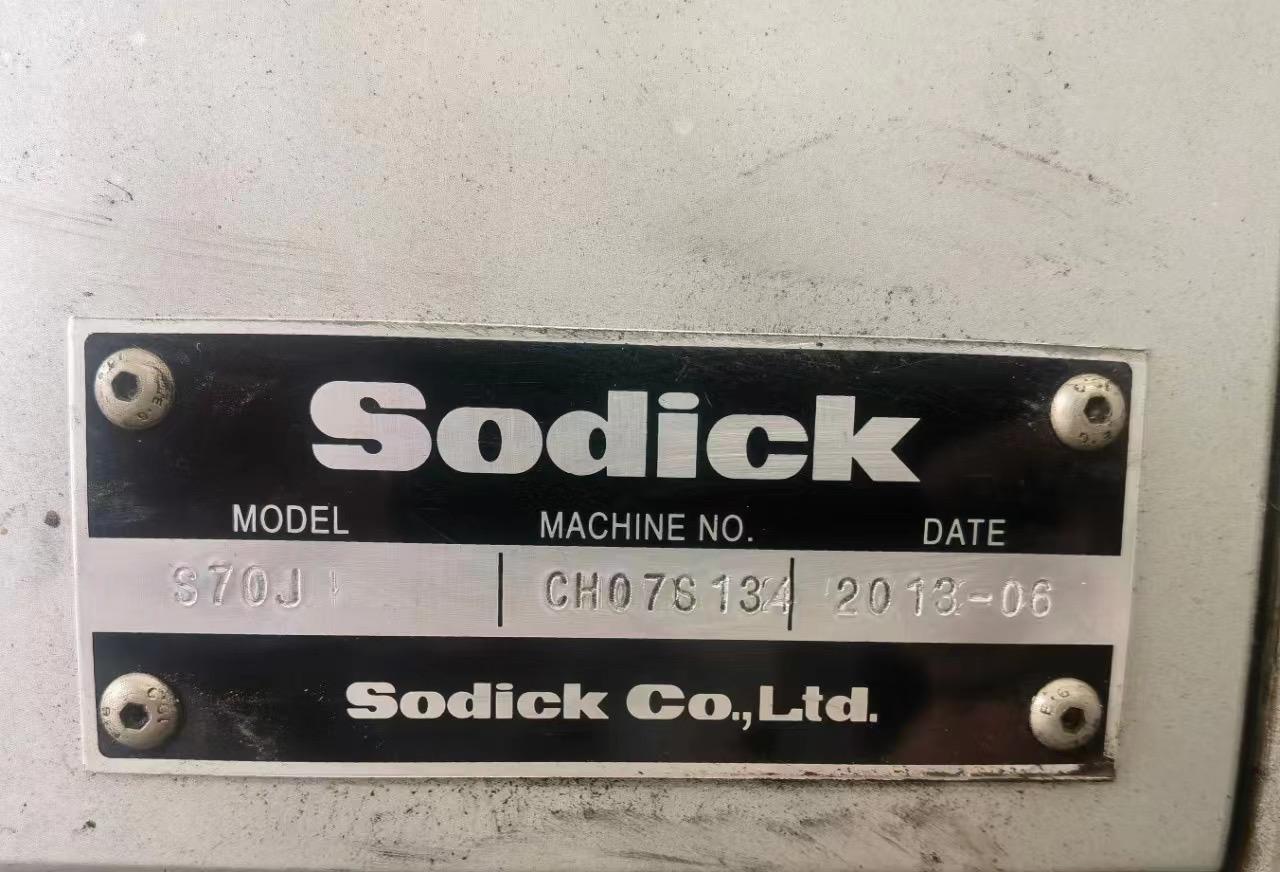 Sodick
MODEL MACHINE NO. DATE
S70J CH07S134 2013-06
Sodick Co.,Ltd.